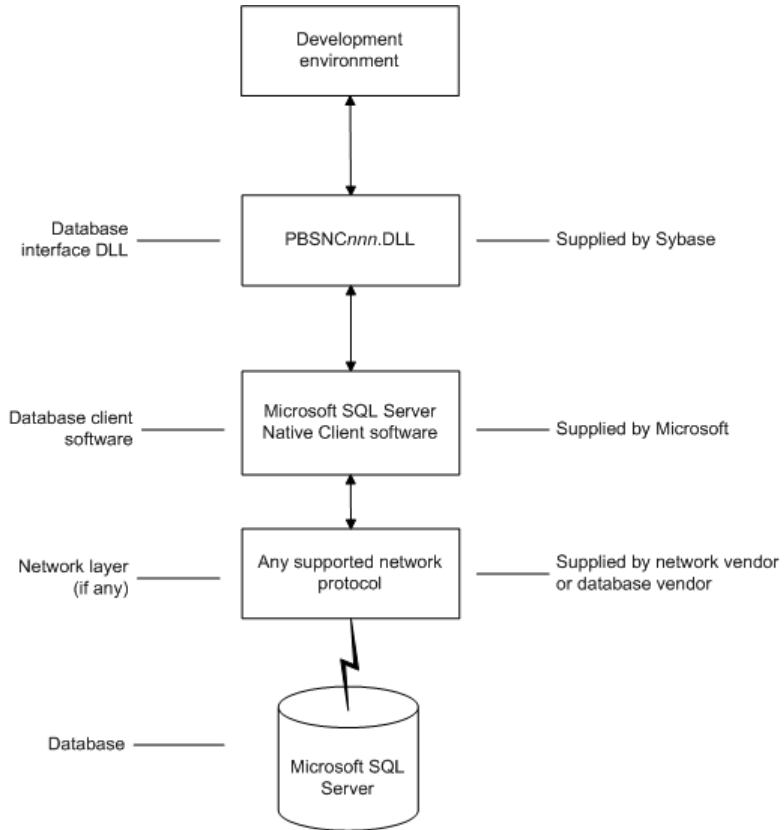 Development
environment
Database
interface DLL
PBSNCnnn.DLL
Supplied by Sybase
Database client
software
Microsoft SQL Server
Native Client software
Supplied by Microsoft
Network layer
(if any)
Any supported network
protocol
Supplied by network vendor
or database vendor
Database
Microsoft SQL
Server